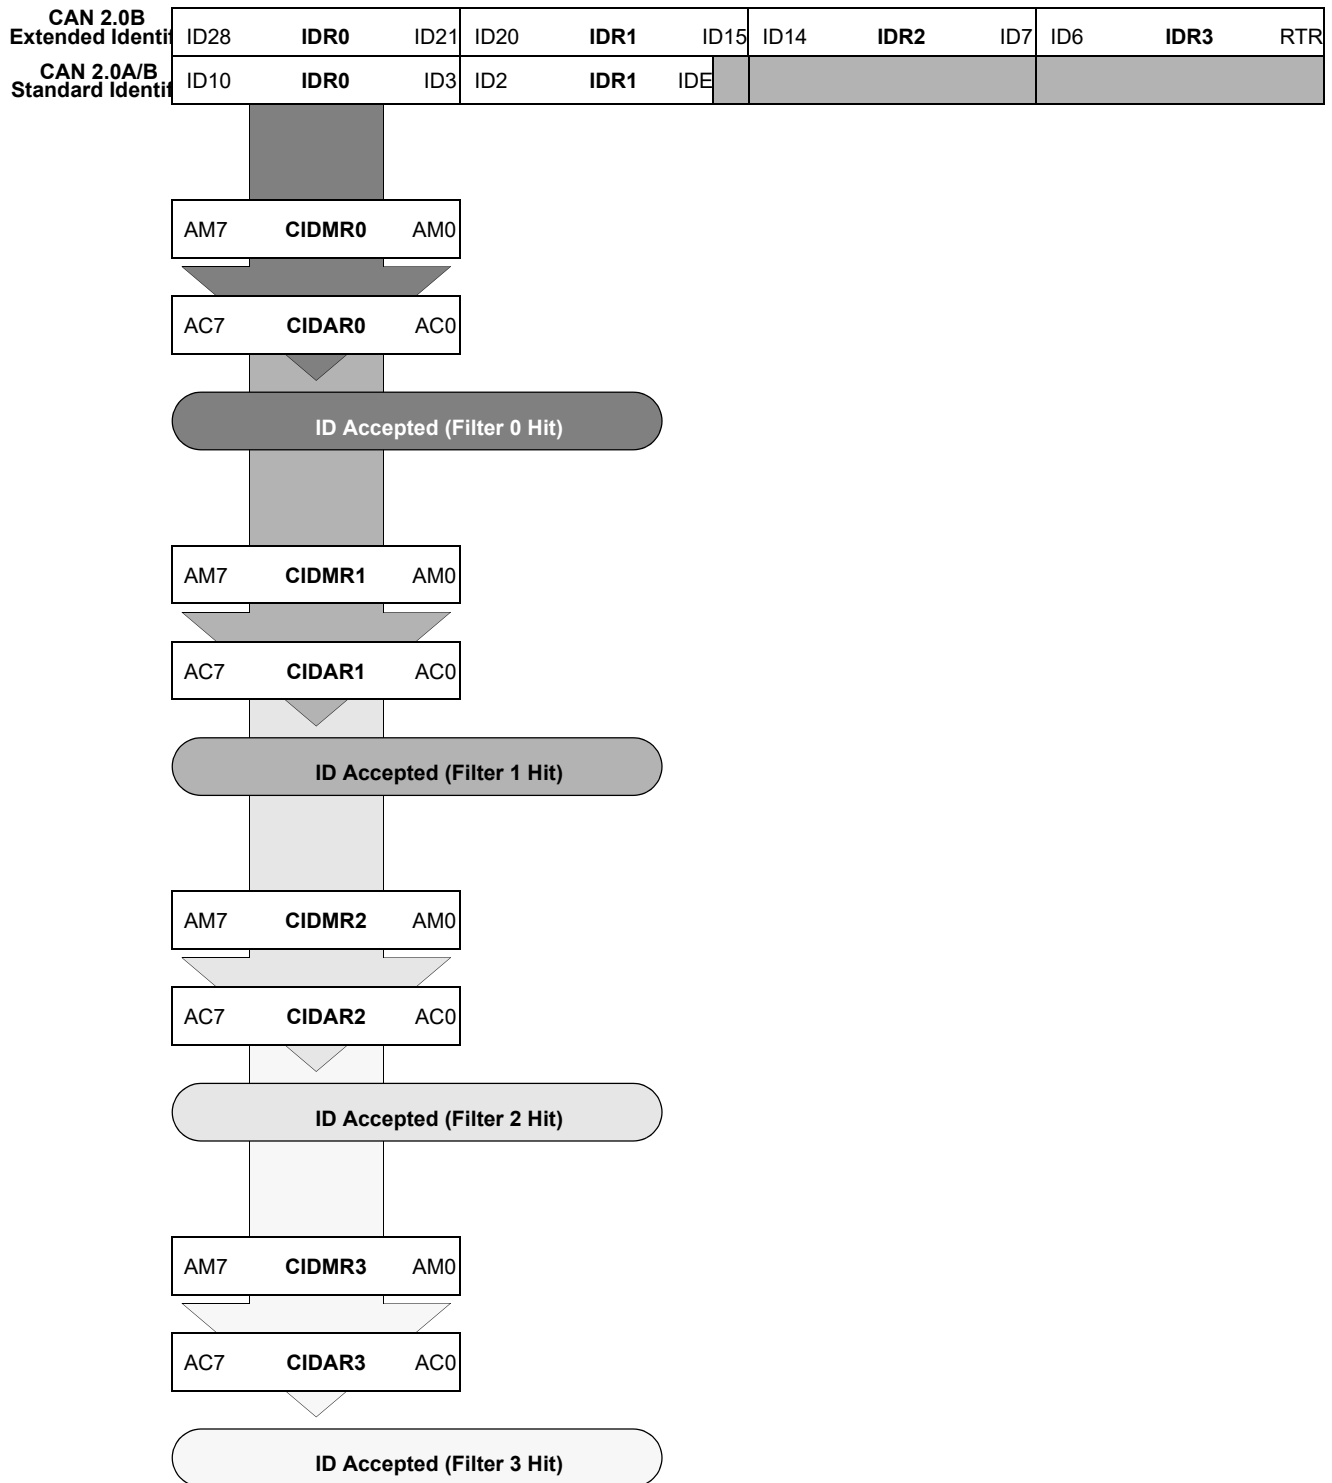 CAN 2.0B
Extended Identif
ID28 IDR0 ID21 ID20 IDR1 ID15 ID14 IDR2 ID7 ID6 IDR3 RTR
CAN 2.0A/B
Standard Identif
ID10 IDR0 ID3 ID2 IDR1 IDE
AM7 CIDMR0 AM0
AC7 CIDAR0 AC0
ID Accepted (Filter 0 Hit)
AM7 CIDMR1 AM0
AC7 CIDAR1 AC0
ID Accepted (Filter 1 Hit)
AM7 CIDMR2 AM0
AC7 CIDAR2 AC0
ID Accepted (Filter 2 Hit)
AM7 CIDMR3 AM0
AC7 CIDAR3 AC0
ID Accepted (Filter 3 Hit)